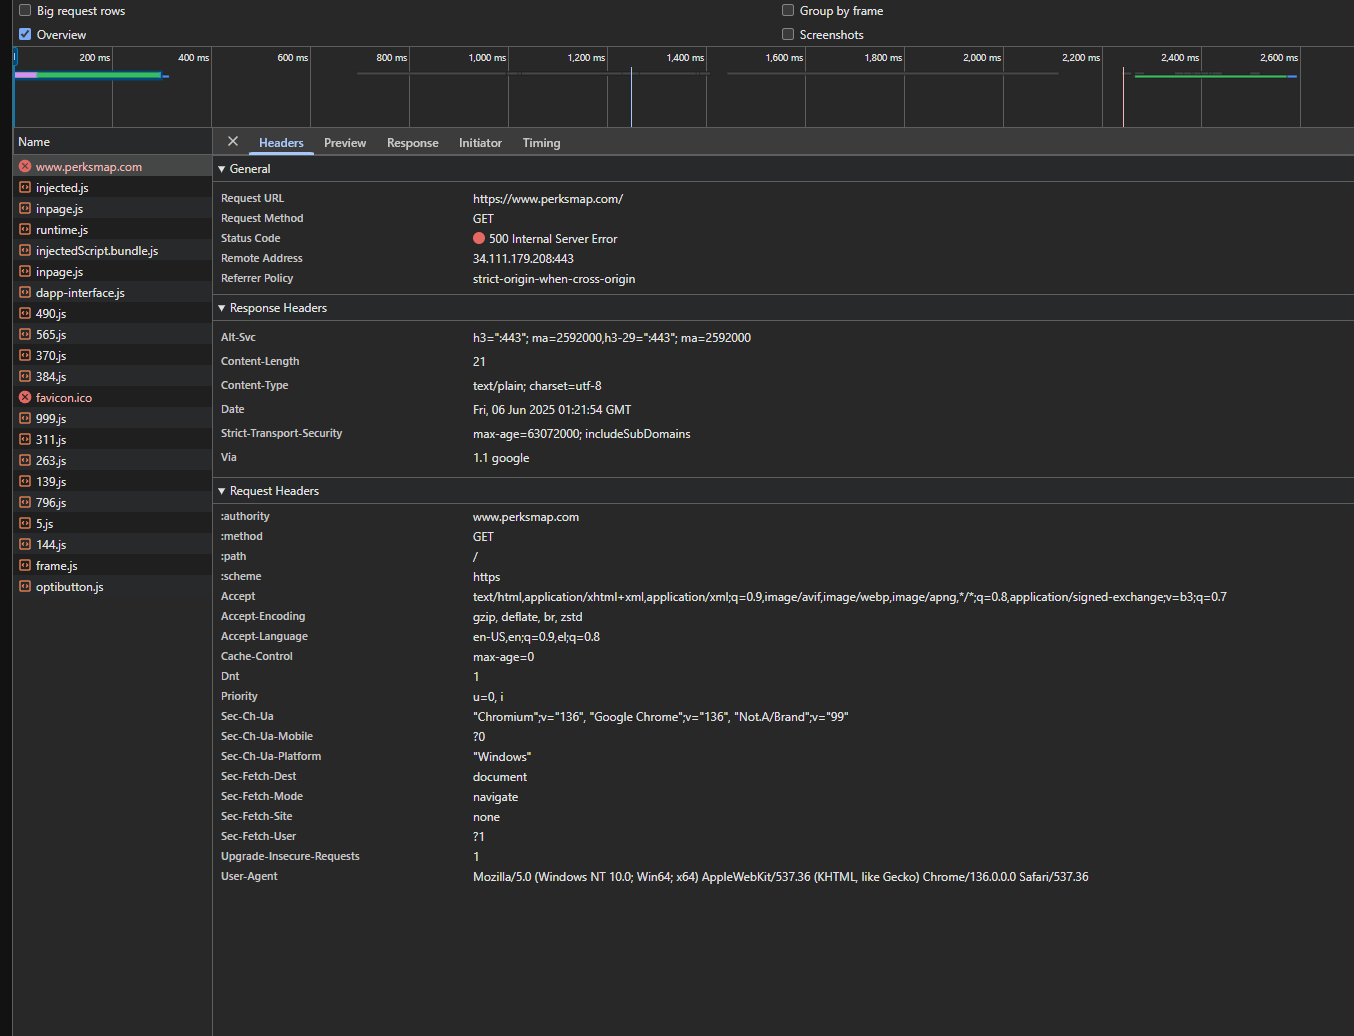 Big request rows
Group by frame
Overview
Screenshots
200 ms 400 ms 600 ms 800 ms 1,000 ms 1,200 ms 1,400 ms 1,600 ms 1,800 ms 2,000 ms 2,200 ms 2,400 ms 2,600 ms
Name
www.perksmap.com
injected.js
inpage.js
runtime.js
injectedScript.bundle.js
inpage.js
dapp-interface.js
490.js
565.js
370.js
384.js
favicon.ico
999.js
311.js
263.js
139.js
796.js
5.js
144.js
frame.js
optibutton.js
Headers Preview Response Initiator Timing
General
Request URL https://www.perksmap.com/
Request Method GET
Status Code 500 Internal Server Error
Remote Address 34.111.179.208:443
Referrer Policy strict-origin-when-cross-origin
Response Headers
Alt-Svc h3=":443"; ma=2592000,h3-29=":443"; ma=2592000
Content-Length 21
Content-Type text/plain; charset=utf-8
Date Fri, 06 Jun 2025 01:21:54 GMT
Strict-Transport-Security max-age=63072000; includeSubDomains
Via 1.1 google
Request Headers
:authority www.perksmap.com
:method GET
:path /
:scheme https
Accept text/html,application/xhtml+xml,application/xml;q=0.9,image/avif,image/webp,image/apng,*/*;q=0.8,application/signed-exchange;v=b3;q=0.7
Accept-Encoding gzip, deflate, br, zstd
Accept-Language en-US,en;q=0.9,el;q=0.8
Cache-Control max-age=0
Dnt 1
Priority u=0, i
Sec-Ch-Ua "Chromium";v="136", "Google Chrome";v="136", "Not.A/Brand";v="99"
Sec-Ch-Ua-Mobile ?0
Sec-Ch-Ua-Platform "Windows"
Sec-Fetch-Dest document
Sec-Fetch-Mode navigate
Sec-Fetch-Site none
Sec-Fetch-User ?1
Upgrade-Insecure-Requests 1
User-Agent Mozilla/5.0 (Windows NT 10.0; Win64; x64) AppleWebKit/537.36 (KHTML, like Gecko) Chrome/136.0.0.0 Safari/537.36